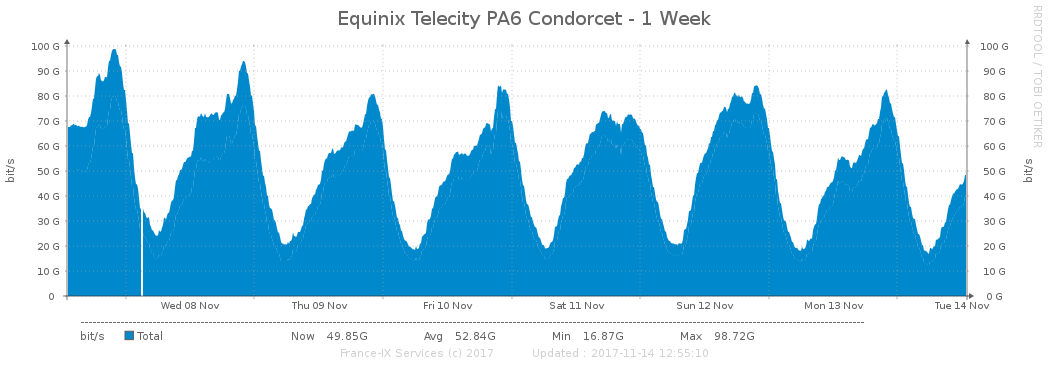 Equinix Telecity PA6 Condorcet - 1 Week
RRDTOOL / TOBI OETIKER
bit/s
100 G
90 G
80 G
70 G
60 G
50 G
40 G
30 G
20 G
10 G
0
100 G
90 G
80 G
70 G
60 G
50 G
40 G
30 G
20 G
10 G
0 G
bit/s
Wed 08 Nov Thu 09 Nov Fri 10 Nov Sat 11 Nov Sun 12 Nov Mon 13 Nov Tue 14 Nov
bit/s Total Now 49.85G Avg 52.84G Min 16.87G Max 98.72G
France-IX Services (c) 2017 Updated : 2017-11-14 12:55:10